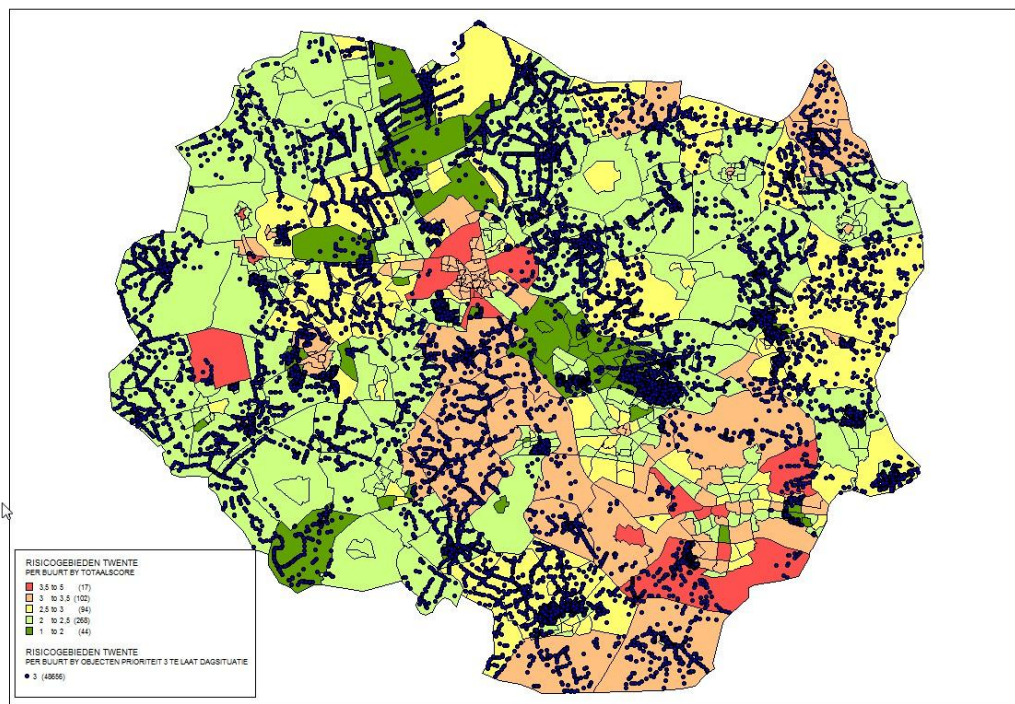 RISICOGEBIEDEN TWENTE
PER BUURT BY TOTAALSCORE
3,5 to 5 (17)
3 to 3,5 (102)
2,5 to 3 (94)
2 to 2,5 (268)
1 to 2 (44)
RISICOGEBIEDEN TWENTE
PER BUURT BY OBJECTEN PRIORITEIT 3 TE LAAT DAGSITUATIE
3 (48656)